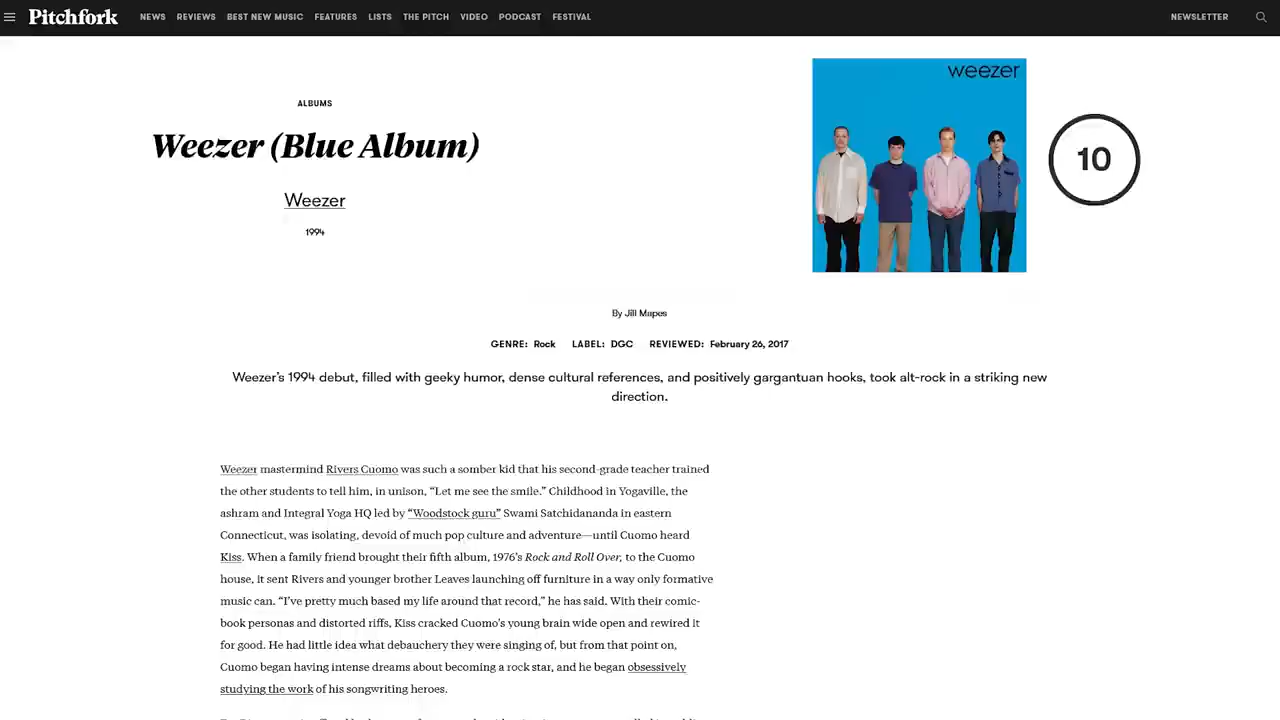 Pitchfork NEWS REVIEWS BEST NEW MUSIC FEATURES LISTS THE PITCH VIDEO PODCAST FESTIVAL NEWSLETTER
weezer
ALBUMS
Weezer (Blue Album)
10
Weezer
1994
By Jill Mapes
GENRE: Rock LABEL: DGC REVIEWED: February 26, 2017
Weezer’s 1994 debut, filled with geeky humor, dense cultural references, and positively gargantuan hooks, took alt-rock in a striking new
direction.
Weezer mastermind Rivers Cuomo was such a somber kid that his second-grade teacher trained
the other students to tell him, in unison, “Let me see the smile.” Childhood in Yogaville, the
ashram and Integral Yoga HQ led by “Woodstock guru” Swami Satchidananda in eastern
Connecticut, was isolating, devoid of much pop culture and adventure—until Cuomo heard
Kiss. When a family friend brought their fifth album, 1976’s Rock and Roll Over, to the Cuomo
house, it sent Rivers and younger brother Leaves launching off furniture in a way only formative
music can. “I’ve pretty much based my life around that record,” he has said. With their comic-
book personas and distorted riffs, Kiss cracked Cuomo’s young brain wide open and rewired it
for good. He had little idea what debauchery they were singing of, but from that point on,
Cuomo began having intense dreams about becoming a rock star, and he began obsessively
studying the work of his songwriting heroes.